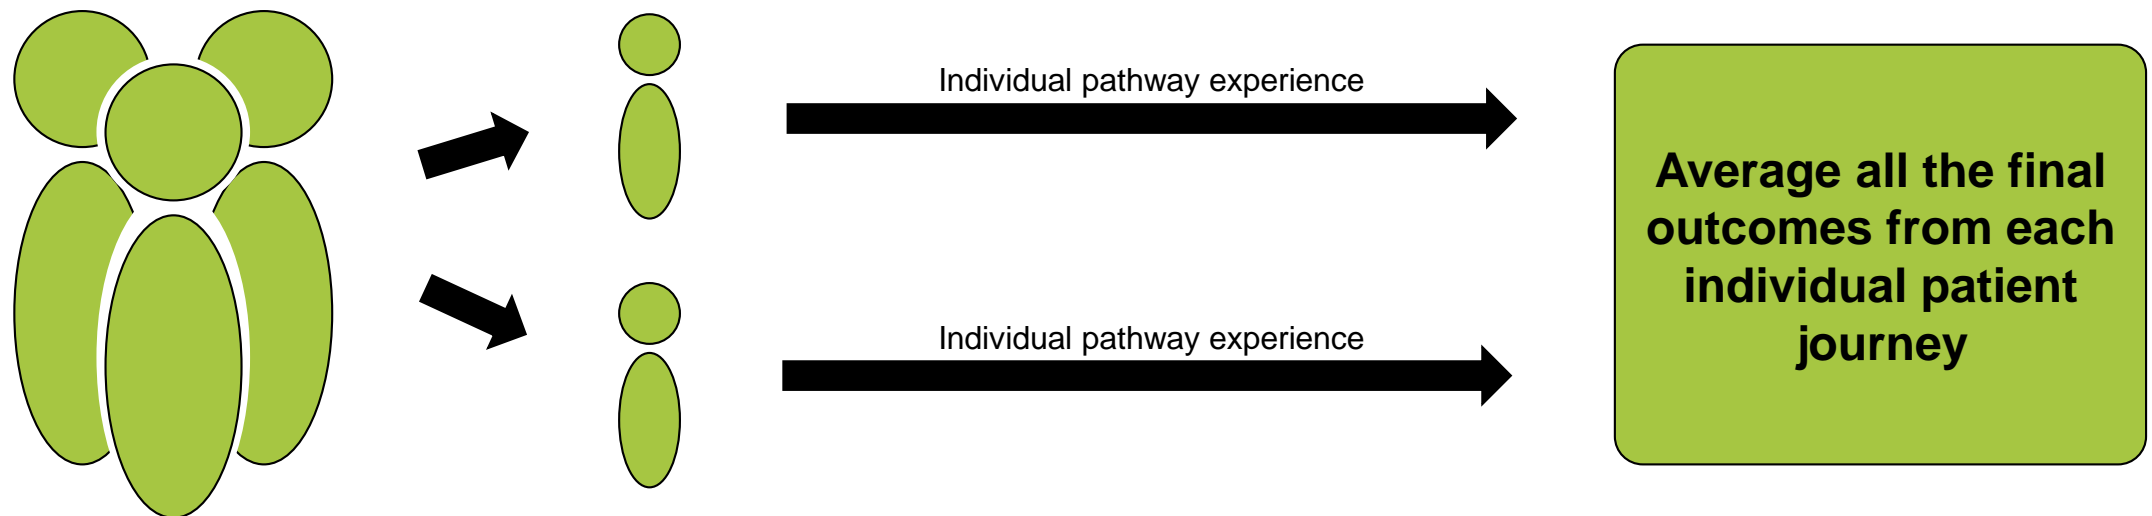 Individual pathway experience
Individual pathway experience
Average all the final
outcomes from each
individual patient
journey